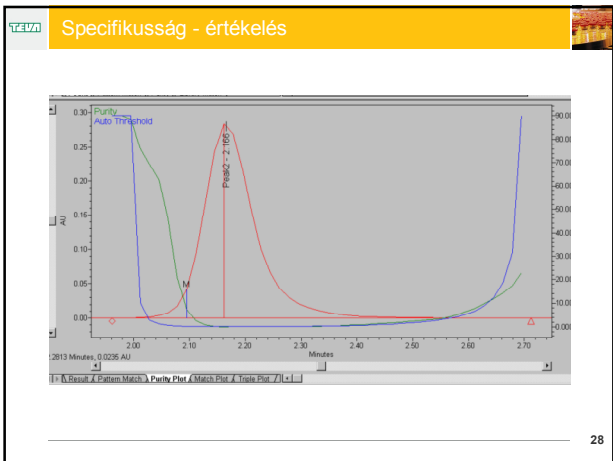 TEVA
Specifikusság - értékelés
Purity
Auto Threshold
0.30
0.25
0.20
0.15
0.10
0.05
0.00
AU
Peak2 - 2.166
M
90.00
80.00
70.00
60.00
50.00
40.00
30.00
20.00
10.00
0.000
2.00 2.10 2.20 2.30 2.40 2.50 2.60 2.70
Minutes
2.2813 Minutes, 0.0235 AU
Result Pattern Match Purity Plot Match Plot Triple Plot
28